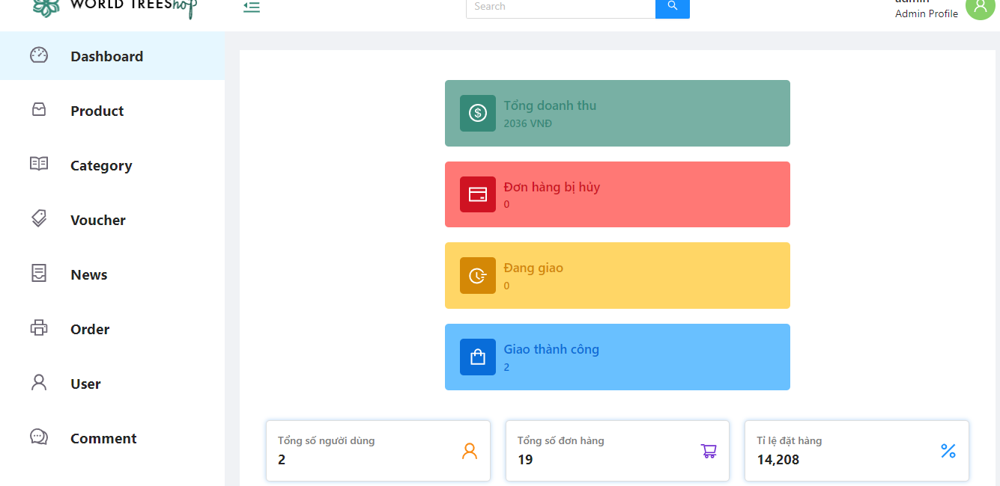 WORLD TREEShop
Search
admin
Admin Profile
Dashboard
Product
Category
Voucher
News
Order
User
Comment
Tổng doanh thu
2036 VNĐ
Đơn hàng bị hủy
0
Đang giao
0
Giao thành công
2
Tổng số người dùng
2
Tổng số đơn hàng
19
Tỉ lệ đặt hàng
14,208